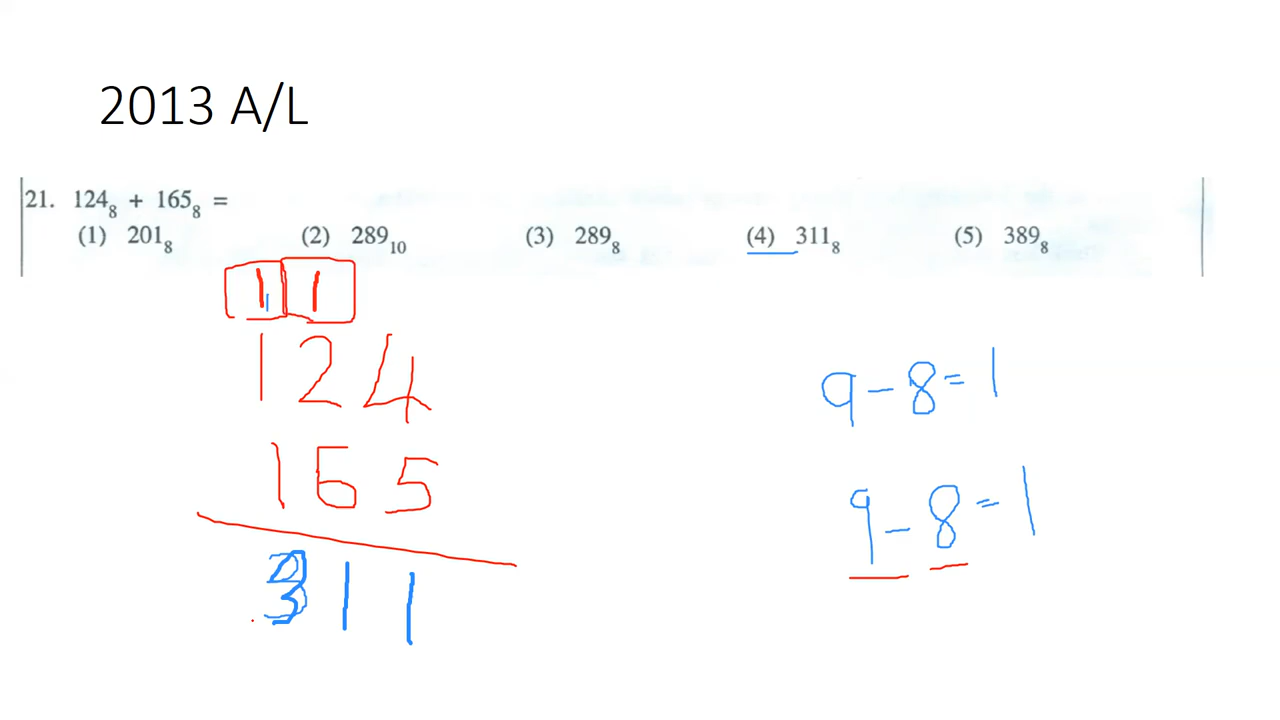 2013 A/L
21. 124₈ + 165₈ =
(1) 201₈ (2) 289₁₀ (3) 289₈ (4) 311₈ (5) 389₈
1 1
124
165
311
9-8=1
9-8=1